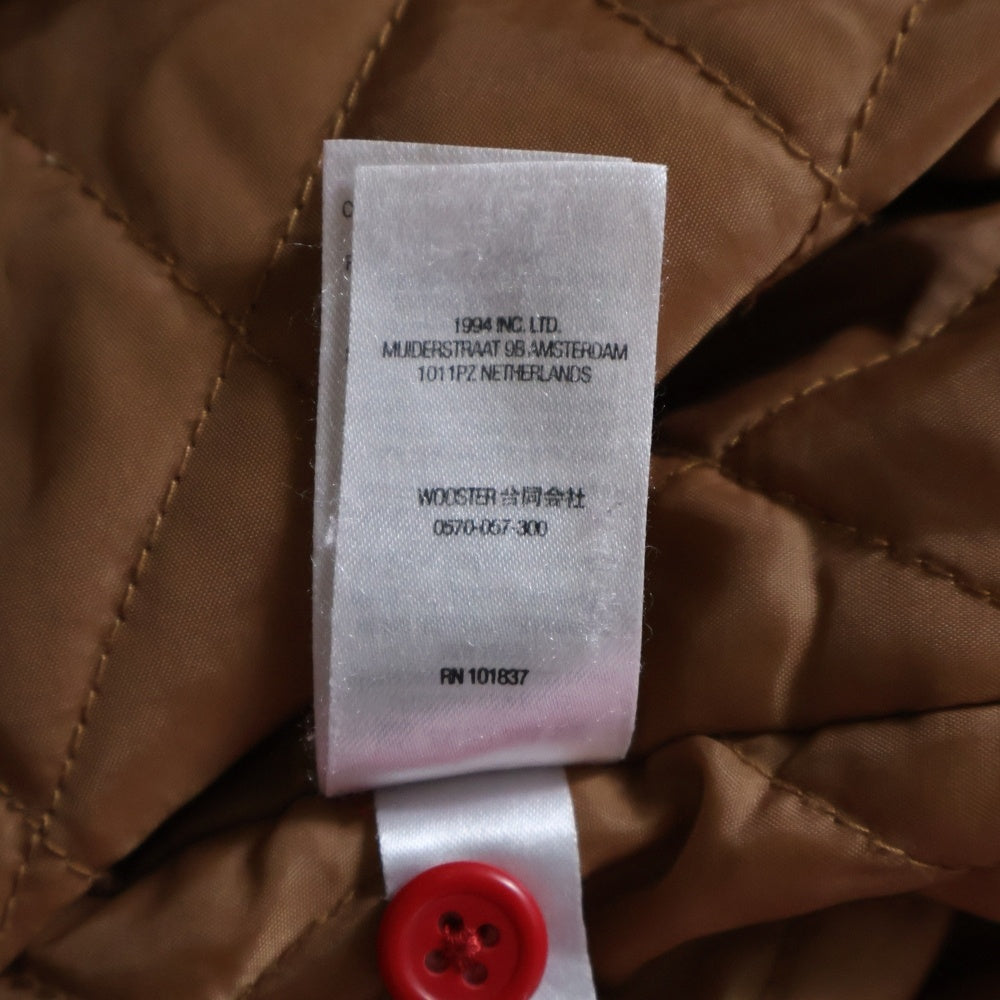 1994 INC. LTD.
MUIDERSTRAAT 9B AMSTERDAM
1011PZ NETHERLANDS
WOOSTER 合同会社
0570-057-300
RN 101837